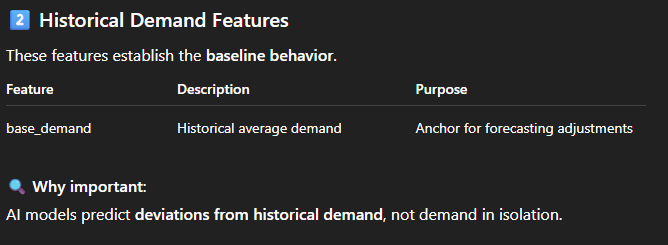 2 Historical Demand Features
These features establish the baseline behavior.
Feature Description Purpose
base_demand Historical average demand Anchor for forecasting adjustments
Why important:
AI models predict deviations from historical demand, not demand in isolation.